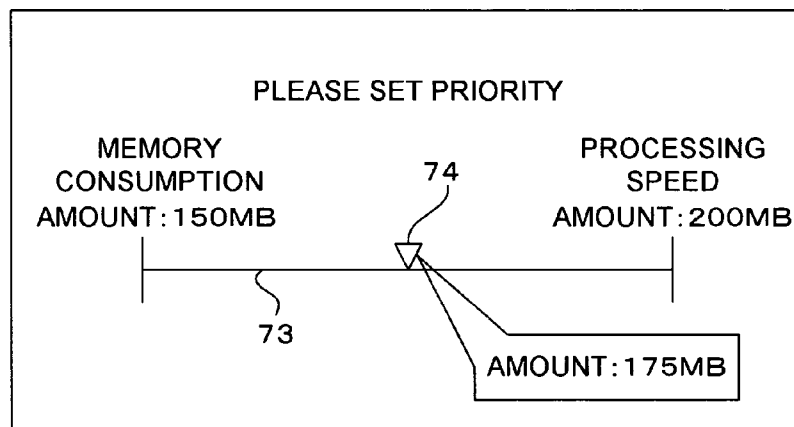 PLEASE SET PRIORITY
MEMORY
CONSUMPTION
AMOUNT:150MB
PROCESSING
SPEED
AMOUNT:200MB
74
73
AMOUNT:175MB